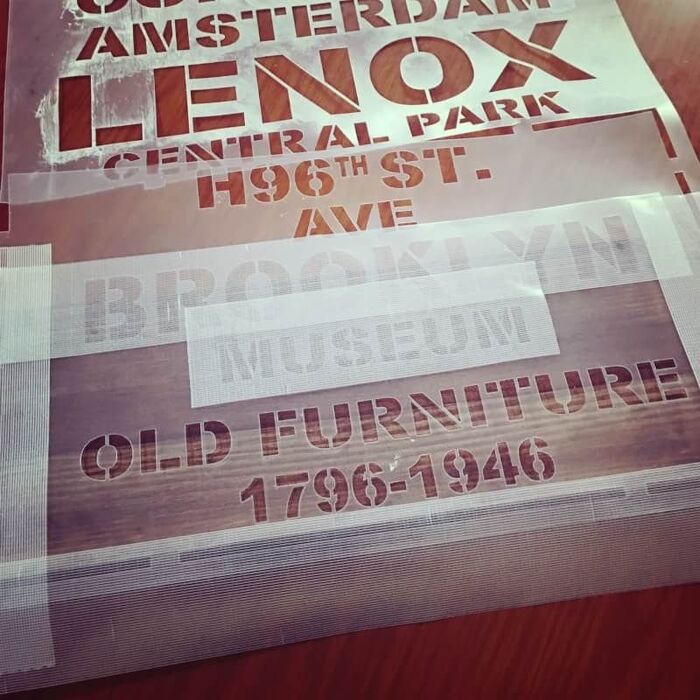 AMSTERDAM
LENOX
CENTRAL PARK
H96TH ST.
AVE
BROOKLYN
MUSEUM
OLD FURNITURE
1796-1946